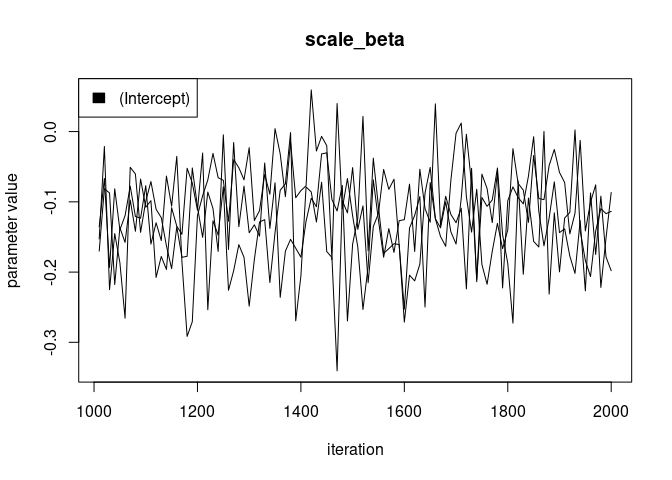 scale_beta
(Intercept)
parameter value
0.0
-0.1
-0.2
-0.3
1000 1200 1400 1600 1800 2000
iteration